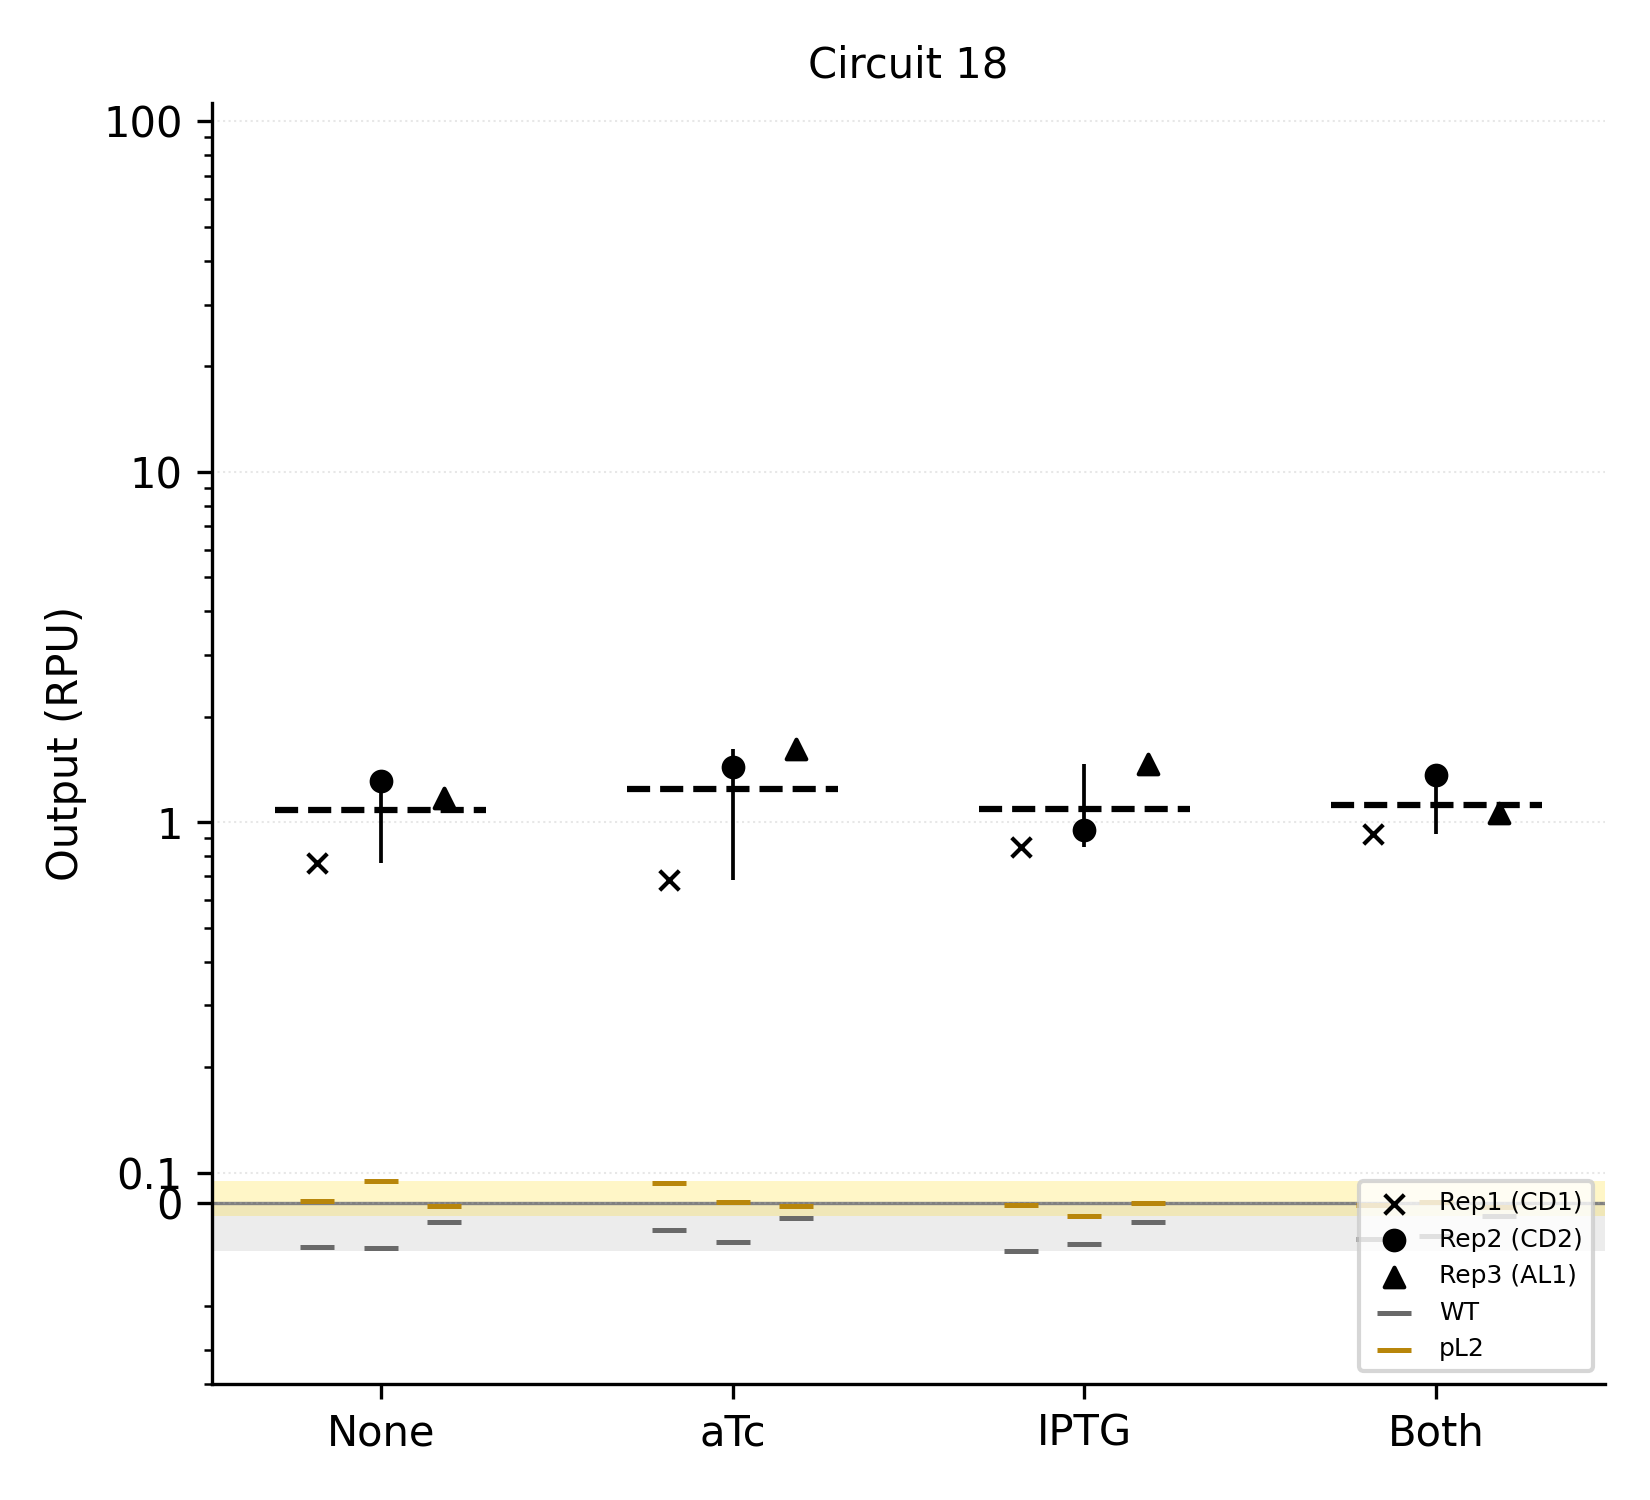 Circuit 18
Output (RPU)
100
10
1
0.1
0
None
aTc
IPTG
Both
Rep1 (CD1)
Rep2 (CD2)
Rep3 (AL1)
WT
pL2